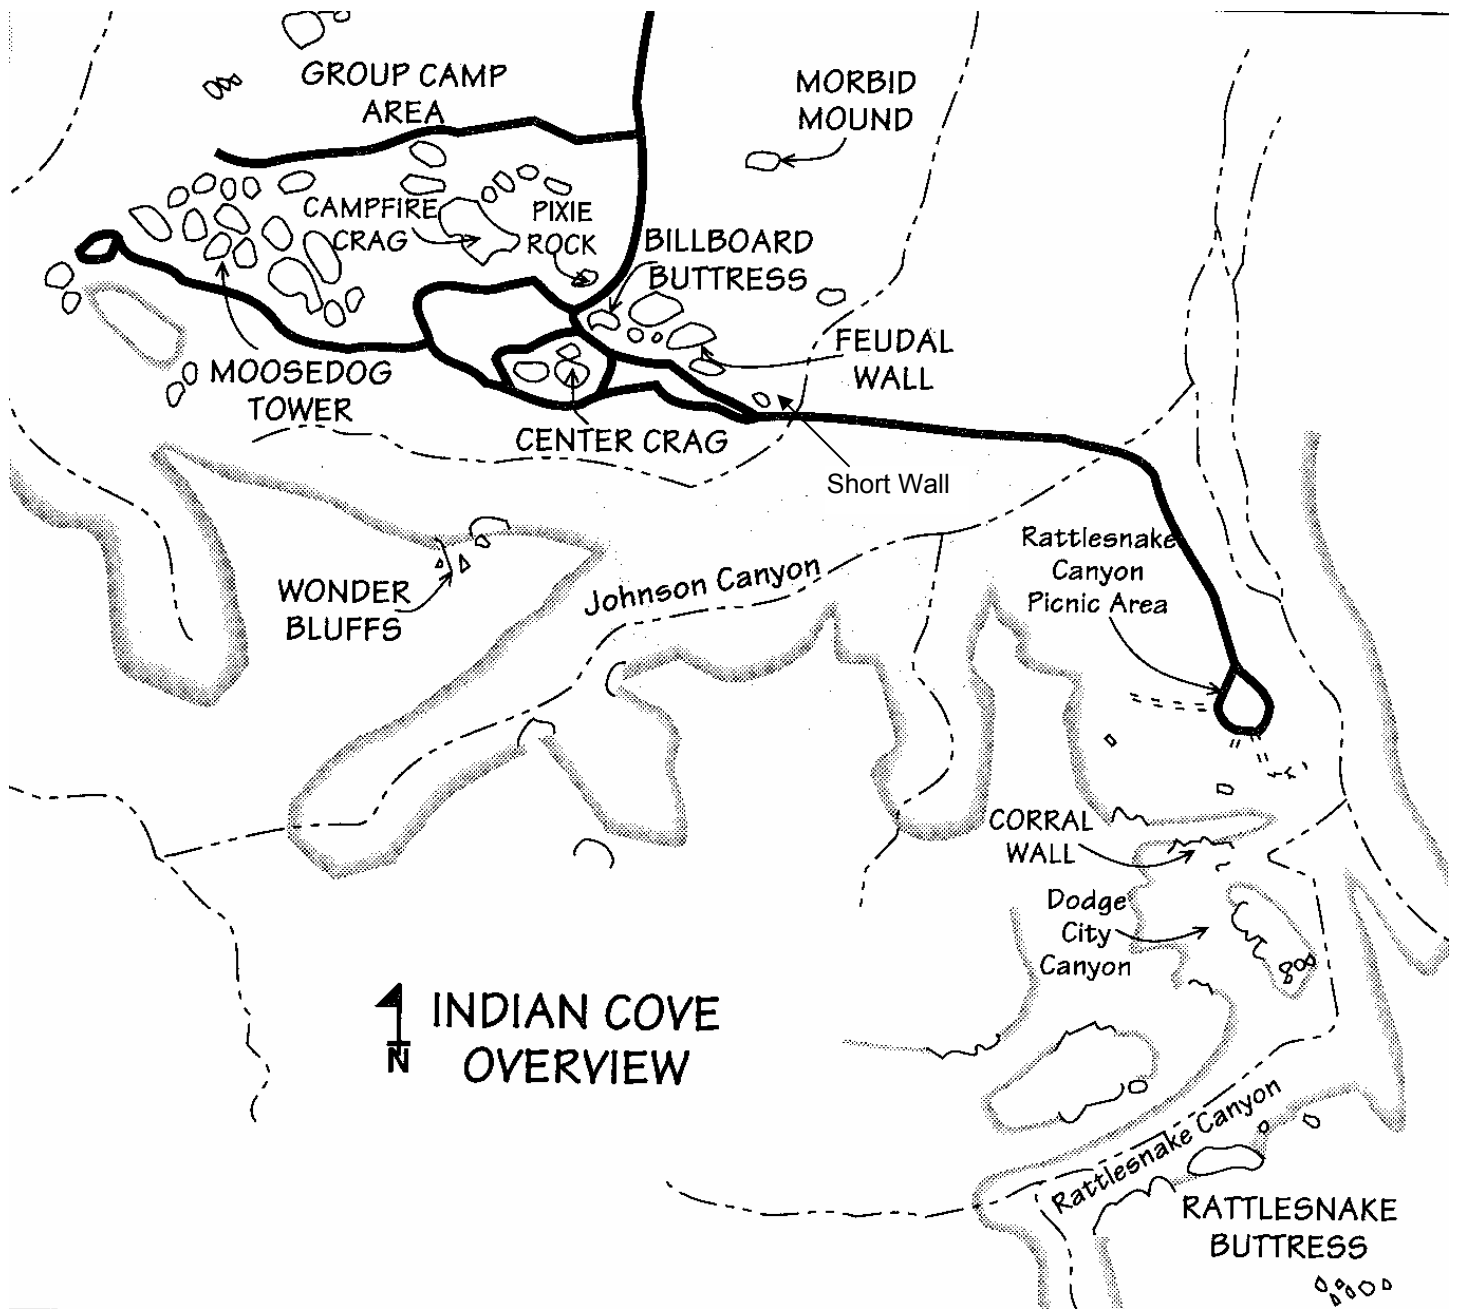 GROUP CAMP
AREA
MORBID
MOUND
CAMPFIRE
CRAG
PIXIE
ROCK
BILLBOARD
BUTTRESS
FEUDAL
WALL
MOOSEDOG
TOWER
CENTER CRAG
Short Wall
Rattlesnake
Canyon
Picnic Area
Johnson Canyon
WONDER
BLUFFS
CORRAL
WALL
Dodge
City
Canyon
N
INDIAN COVE
OVERVIEW
Rattlesnake Canyon
RATTLESNAKE
BUTTRESS